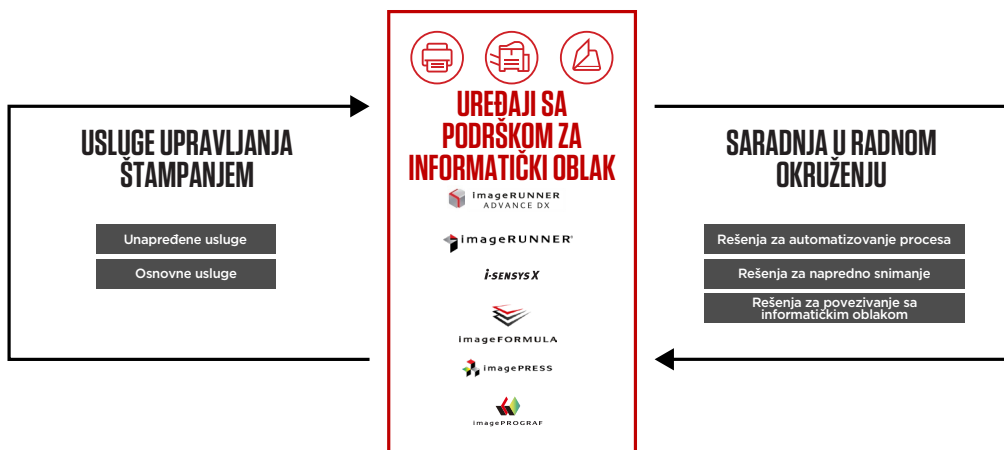 USLUGE UPRAVLJANJA
ŠTAMPANJEM
Unapređene usluge
Osnovne usluge
UREĐAJI SA
PODRŠKOM ZA
INFORMATIČKI OBLAK
imageRUNNER
ADVANCE DX
imageRUNNER®
i-SENSYS X
imageFORMULA
imagePRESS
imagePROGRAF
SARADNJA U RADNOM
OKRUŽENJU
Rešenja za automatizovanje procesa
Rešenja za napredno snimanje
Rešenja za povezivanje sa
informatičkim oblakom